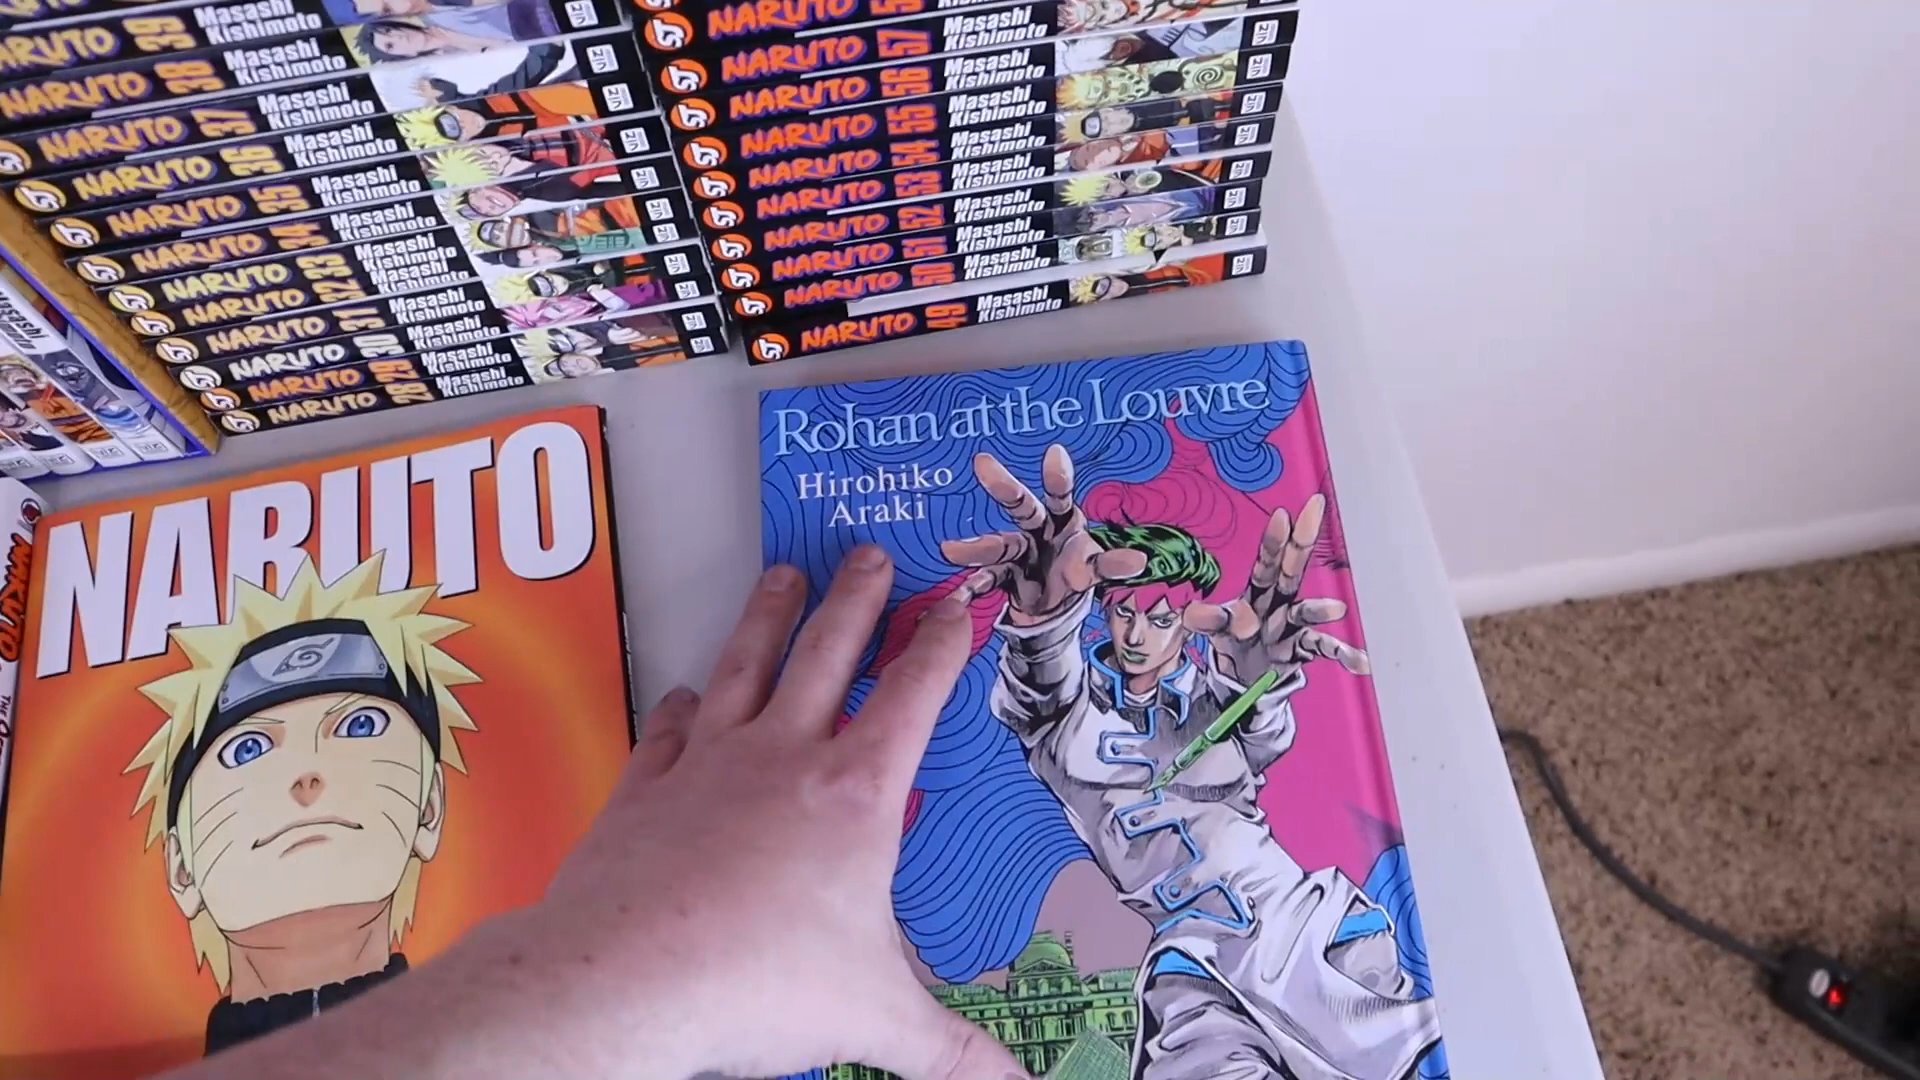 NARUTO 39 Masashi Kishimoto
NARUTO 38 Masashi Kishimoto
NARUTO 37 Masashi Kishimoto
NARUTO 36 Masashi Kishimoto
NARUTO 35 Masashi Kishimoto
NARUTO 34 Masashi Kishimoto
NARUTO 33 Masashi Kishimoto
NARUTO 32 Masashi Kishimoto
NARUTO 31 Masashi Kishimoto
NARUTO 30 Masashi Kishimoto
NARUTO 29 Masashi Kishimoto
NARUTO 28 Masashi Kishimoto
NARUTO 57 Masashi Kishimoto
NARUTO 56 Masashi Kishimoto
NARUTO 55 Masashi Kishimoto
NARUTO 54 Masashi Kishimoto
NARUTO 53 Masashi Kishimoto
NARUTO 52 Masashi Kishimoto
NARUTO 51 Masashi Kishimoto
NARUTO 50 Masashi Kishimoto
NARUTO 49 Masashi Kishimoto
NARUTO
NARUTO
Rohan at the Louvre
Hirohiko
Araki